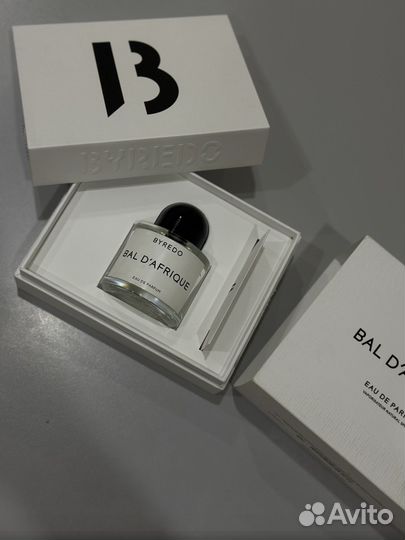 B
BYREDO
BYREDO
BAL D'AFRIQUE
EAU DE PARFUM
BAL D'A
EAU DE PARF
Avito